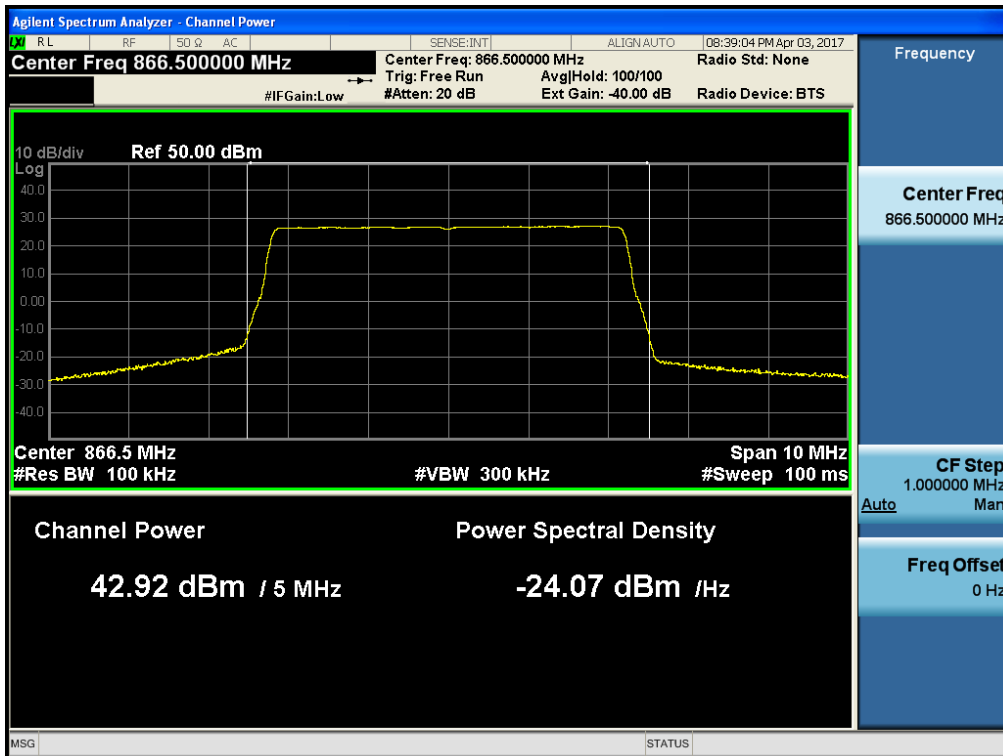 Agilent Spectrum Analyzer - Channel Power
LXI RL RF 50 Ω AC SENSE:INT ALIGN AUTO 08:39:04 PM Apr 03, 2017
Center Freq 866.500000 MHz
#IFGain:Low
Center Freq: 866.500000 MHz
Trig: Free Run Avg|Hold: 100/100
#Atten: 20 dB Ext Gain: -40.00 dB
Radio Std: None
Radio Device: BTS
10 dB/div Ref 50.00 dBm
Log
40.0
30.0
20.0
10.0
0.00
-10.0
-20.0
-30.0
-40.0
Center 866.5 MHz Span 10 MHz
#Res BW 100 kHz #VBW 300 kHz #Sweep 100 ms
Channel Power Power Spectral Density
42.92 dBm / 5 MHz -24.07 dBm /Hz
Frequency
Center Freq
866.500000 MHz
CF Step
1.000000 MHz
Auto Man
Freq Offset
0 Hz
MSG STATUS